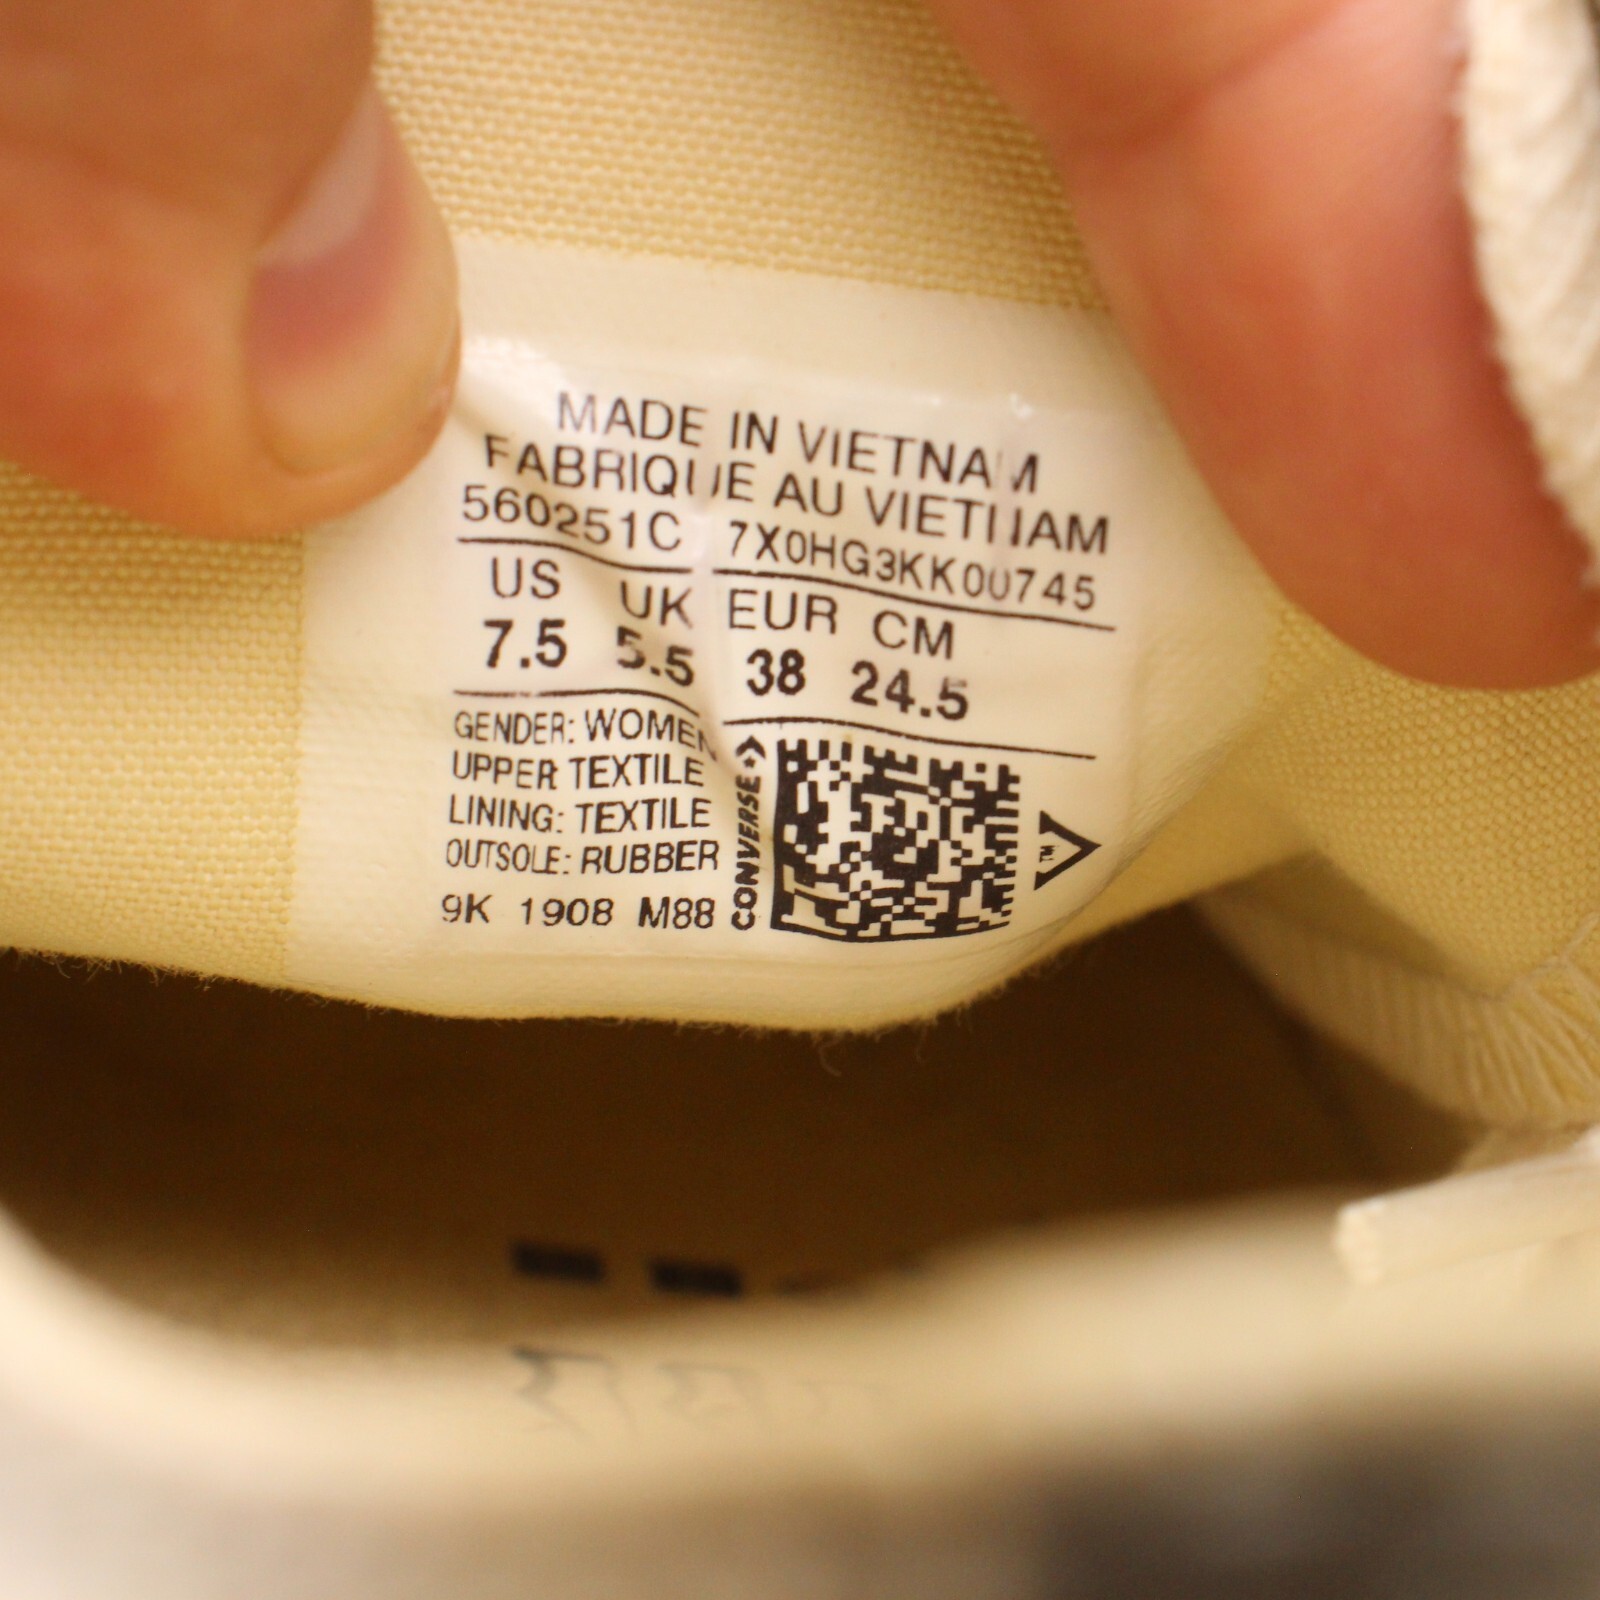 MADE IN VIETNAM
FABRIQUE AU VIETNAM
560251C 7X0HG3KK00745
US UK EUR CM
7.5 5.5 38 24.5
GENDER: WOMEN
UPPER TEXTILE
LINING: TEXTILE
OUTSOLE: RUBBER
9K 1908 M88
CONVERSE
TM